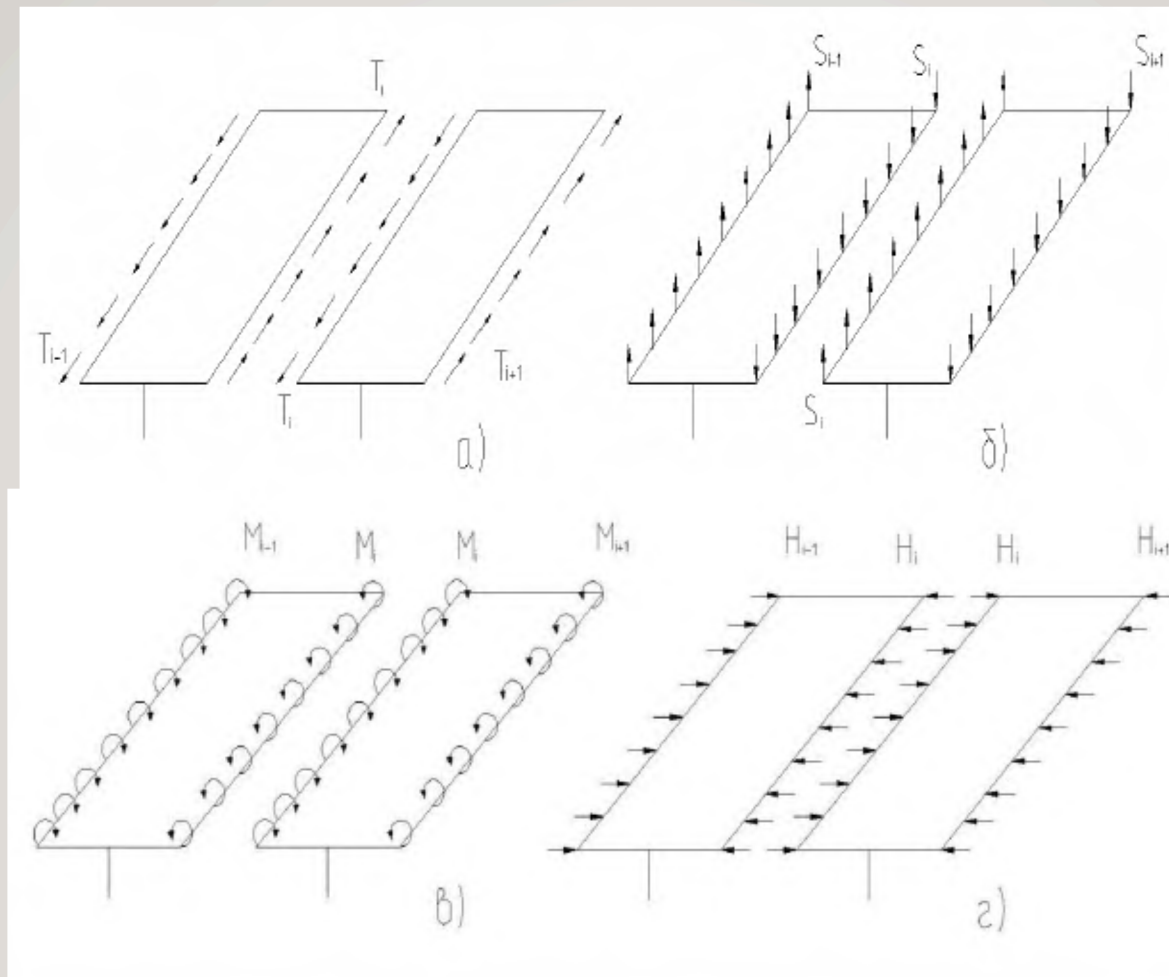 Tᵢ
Tᵢ₋₁
Tᵢ
Tᵢ₊₁
а)
Sᵢ₋₁
Sᵢ
Sᵢ₊₁
Sᵢ
б)
Mᵢ₋₁ Mᵢ Mᵢ Mᵢ₊₁
в)
Hᵢ₋₁ Hᵢ Hᵢ Hᵢ₊₁
г)